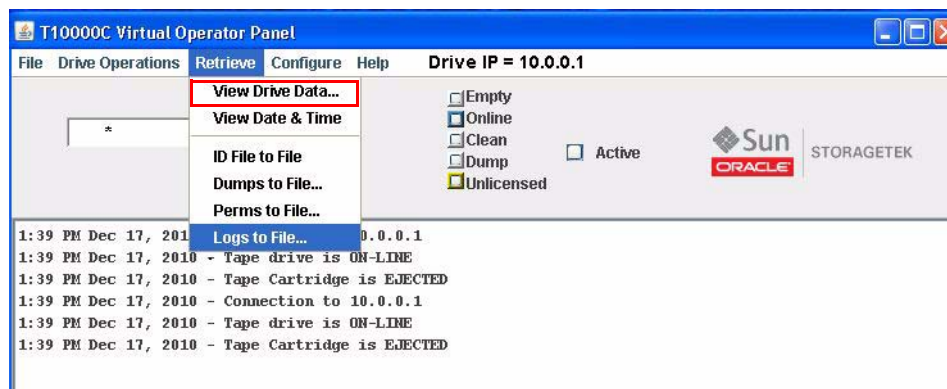 T10000C Virtual Operator Panel
File Drive Operations Retrieve Configure Help Drive IP = 10.0.0.1
View Drive Data...
View Date & Time
ID File to File
Dumps to File...
Perms to File...
Logs to File...
*
Empty
Online
Clean
Dump
Unlicensed
Active
Sun
ORACLE
STORAGETEK
1:39 PM Dec 17, 201 0.0.0.1
1:39 PM Dec 17, 2010 - Tape drive is ON-LINE
1:39 PM Dec 17, 2010 - Tape Cartridge is EJECTED
1:39 PM Dec 17, 2010 - Connection to 10.0.0.1
1:39 PM Dec 17, 2010 - Tape drive is ON-LINE
1:39 PM Dec 17, 2010 - Tape Cartridge is EJECTED